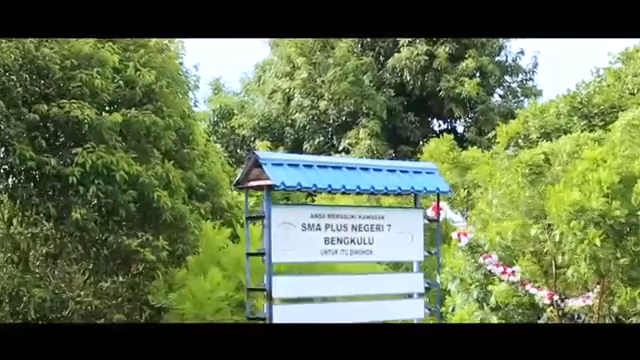 ANDA MEMASUKI KAWASAN
SMA PLUS NEGERI 7
BENGKULU
UNTUK ITU DIMOHON